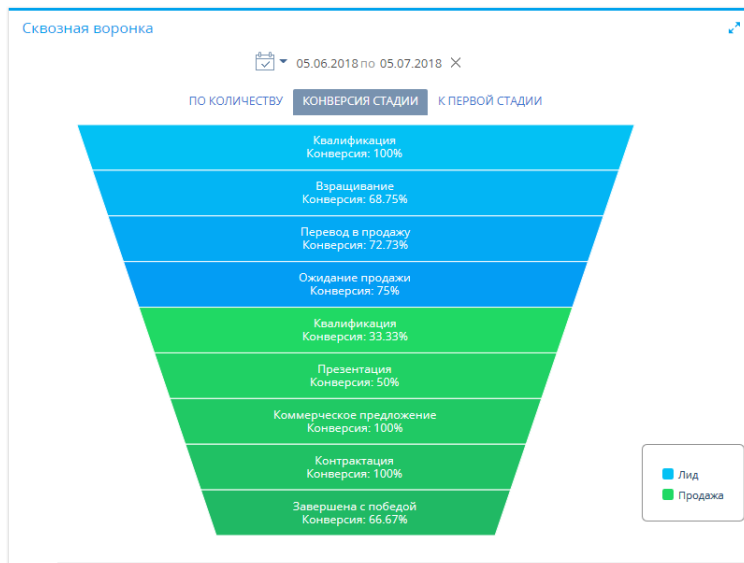 Сквозная воронка
05.06.2018 по 05.07.2018
ПО КОЛИЧЕСТВУ КОНВЕРСИЯ СТАДИИ К ПЕРВОЙ СТАДИИ
Квалификация
Конверсия: 100%
Взращивание
Конверсия: 68.75%
Перевод в продажу
Конверсия: 72.73%
Ожидание продажи
Конверсия: 75%
Квалификация
Конверсия: 33.33%
Презентация
Конверсия: 50%
Коммерческое предложение
Конверсия: 100%
Контрактация
Конверсия: 100%
Завершена с победой
Конверсия: 66.67%
Лид
Продажа